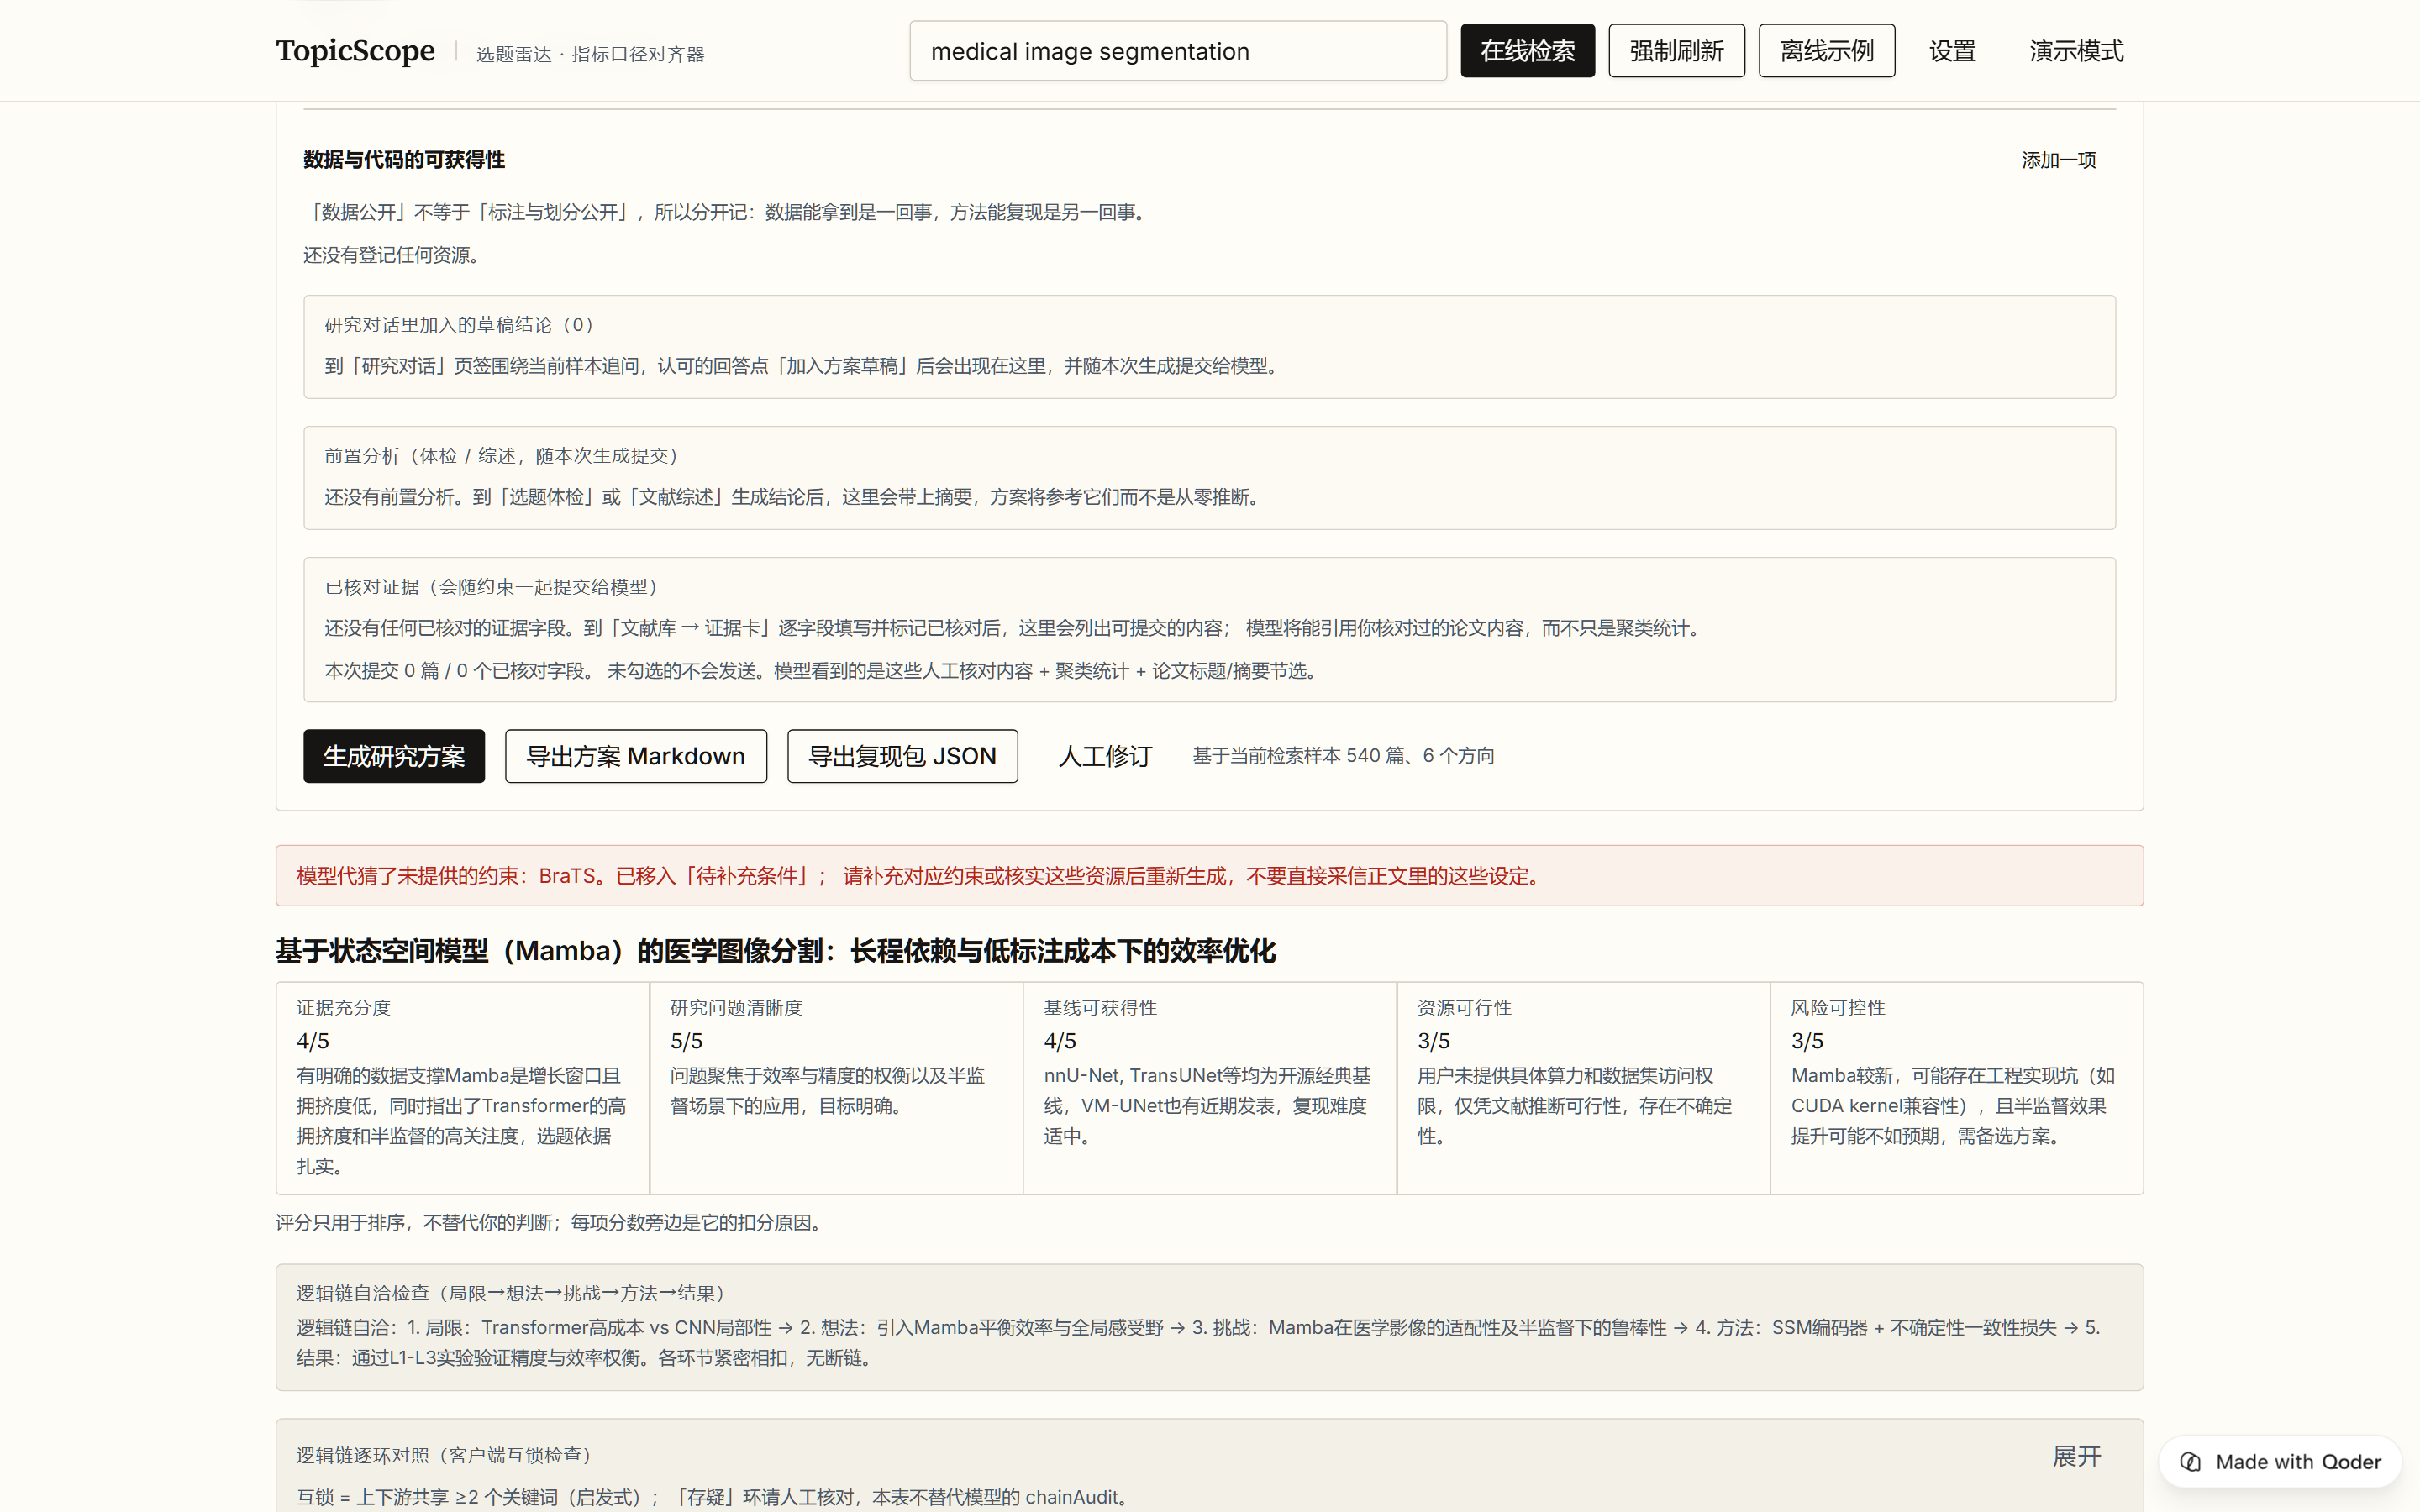 TopicScope | 选题雷达 · 指标口径对齐器
medical image segmentation
在线检索
强制刷新
离线示例
设置
演示模式
数据与代码的可获得性
添加一项
「数据公开」不等于「标注与划分公开」，所以分开记：数据能拿到是一回事，方法能复现是另一回事。
还没有登记任何资源。
研究对话里加入的草稿结论（0）
到「研究对话」页签围绕当前样本追问，认可的回答点「加入方案草稿」后会出现在这里，并随本次生成提交给模型。
前置分析（体检 / 综述，随本次生成提交）
还没有前置分析。到「选题体检」或「文献综述」生成结论后，这里会带上摘要，方案将参考它们而不是从零推断。
已核对证据（会随约束一起提交给模型）
还没有任何已核对的证据字段。到「文献库 → 证据卡」逐字段填写并标记已核对后，这里会列出可提交的内容； 模型将能引用你核对过的论文内容，而不只是聚类统计。
本次提交 0 篇 / 0 个已核对字段。 未勾选的不会发送。模型看到的是这些人工核对内容 + 聚类统计 + 论文标题/摘要节选。
生成研究方案
导出方案 Markdown
导出复现包 JSON
人工修订
基于当前检索样本 540 篇、6 个方向
模型代猜了未提供的约束：BraTS。已移入「待补充条件」； 请补充对应约束或核实这些资源后重新生成，不要直接采信正文里的这些设定。
基于状态空间模型（Mamba）的医学图像分割：长程依赖与低标注成本下的效率优化
证据充分度
4/5
有明确的数据支撑Mamba是增长窗口且
拥挤度低，同时指出了Transformer的高
拥挤度和半监督的高关注度，选题依据
扎实。
研究问题清晰度
5/5
问题聚焦于效率与精度的权衡以及半监
督场景下的应用，目标明确。
基线可获得性
4/5
nnU-Net, TransUNet等均为开源经典基
线，VM-UNet也有近期发表，复现难度
适中。
资源可行性
3/5
用户未提供具体算力和数据集访问权
限，仅凭文献推断可行性，存在不确定
性。
风险可控性
3/5
Mamba较新，可能存在工程实现坑（如
CUDA kernel兼容性），且半监督效果
提升可能不如预期，需备选方案。
评分只用于排序，不替代你的判断；每项分数旁边是它的扣分原因。
逻辑链自洽检查（局限→想法→挑战→方法→结果）
逻辑链自洽：1. 局限：Transformer高成本 vs CNN局部性 → 2. 想法：引入Mamba平衡效率与全局感受野 → 3. 挑战：Mamba在医学影像的适配性及半监督下的鲁棒性 → 4. 方法：SSM编码器 + 不确定性一致性损失 → 5.
结果：通过L1-L3实验验证精度与效率权衡。各环节紧密相扣，无断链。
逻辑链逐环对照（客户端互锁检查）
展开
互锁 = 上下游共享 ≥2 个关键词（启发式）；「存疑」环请人工核对，本表不替代模型的 chainAudit。
Made with Qoder